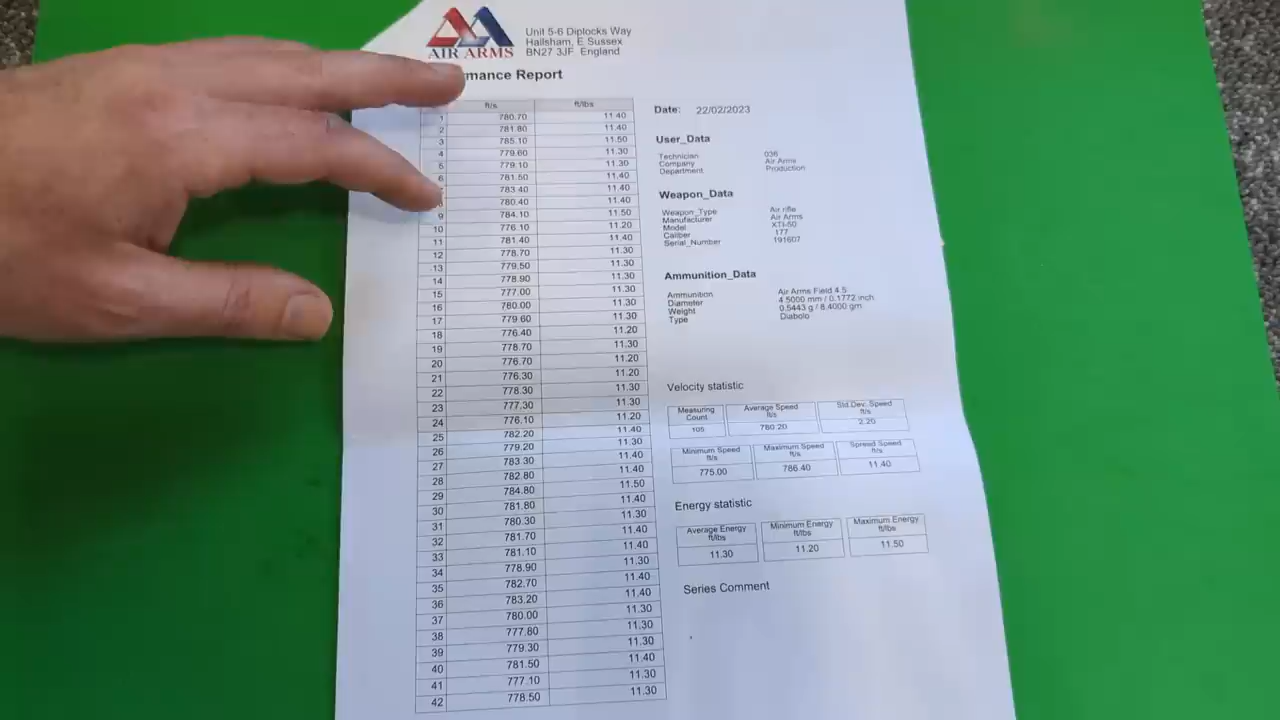 AIR ARMS
Unit 5-6 Diplocks Way
Hailsham, E Sussex
BN27 3JF England
mance Report
ft/s ft/lbs
1 780.70 11.40
2 781.80 11.40
3 785.10 11.50
4 779.60 11.30
5 779.10 11.30
6 781.50 11.40
783.40 11.40
780.40 11.40
9 784.10 11.50
10 776.10 11.20
11 781.40 11.40
12 778.70 11.30
13 779.50 11.30
14 778.90 11.30
15 777.00 11.30
16 780.00 11.30
17 779.60 11.30
18 776.40 11.20
19 778.70 11.30
20 776.70 11.20
21 776.30 11.20
22 778.30 11.30
23 777.30 11.30
24 776.10 11.20
25 782.20 11.40
26 779.20 11.30
27 783.30 11.40
28 782.80 11.40
29 784.80 11.50
30 781.80 11.40
31 780.30 11.30
32 781.70 11.40
33 781.10 11.40
34 778.90 11.30
35 782.70 11.40
36 783.20 11.40
37 780.00 11.30
38 777.80 11.30
39 779.30 11.30
40 781.50 11.40
41 777.10 11.30
42 778.50 11.30
Date: 22/02/2023
User_Data
Technician 036
Company Air Arms
Department Production
Weapon_Data
Weapon_Type Air rifle
Manufacturer Air Arms
Model XTI-50
Caliber 177
Serial_Number 191607
Ammunition_Data
Ammunition Air Arms Field 4.5
Diameter 4.5000 mm / 0.1772 inch
Weight 0.5443 g / 8.4000 grn
Type Diabolo
Velocity statistic
Measuring Count Average Speed ft/s Std.Dev. Speed ft/s
105 780.20 2.20
Minimum Speed ft/s Maximum Speed ft/s Spread Speed ft/s
775.00 786.40 11.40
Energy statistic
Average Energy ft/lbs Minimum Energy ft/lbs Maximum Energy ft/lbs
11.30 11.20 11.50
Series Comment